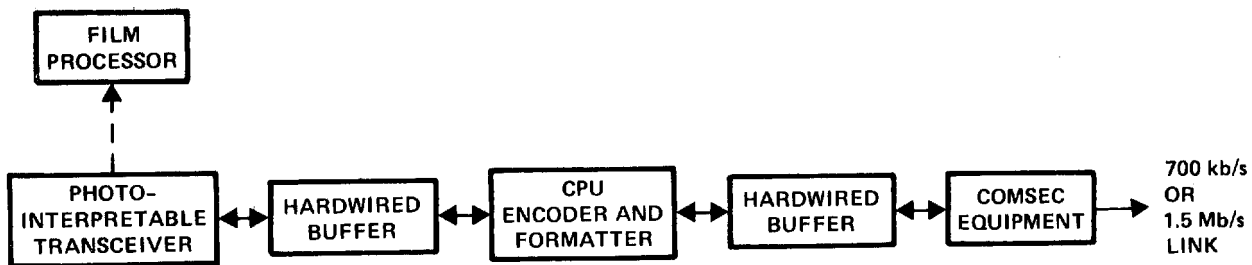 FILM
PROCESSOR
PHOTO-
INTERPRETABLE
TRANSCEIVER
HARDWIRED
BUFFER
CPU
ENCODER AND
FORMATTER
HARDWIRED
BUFFER
COMSEC
EQUIPMENT
700 kb/s
OR
1.5 Mb/s
LINK